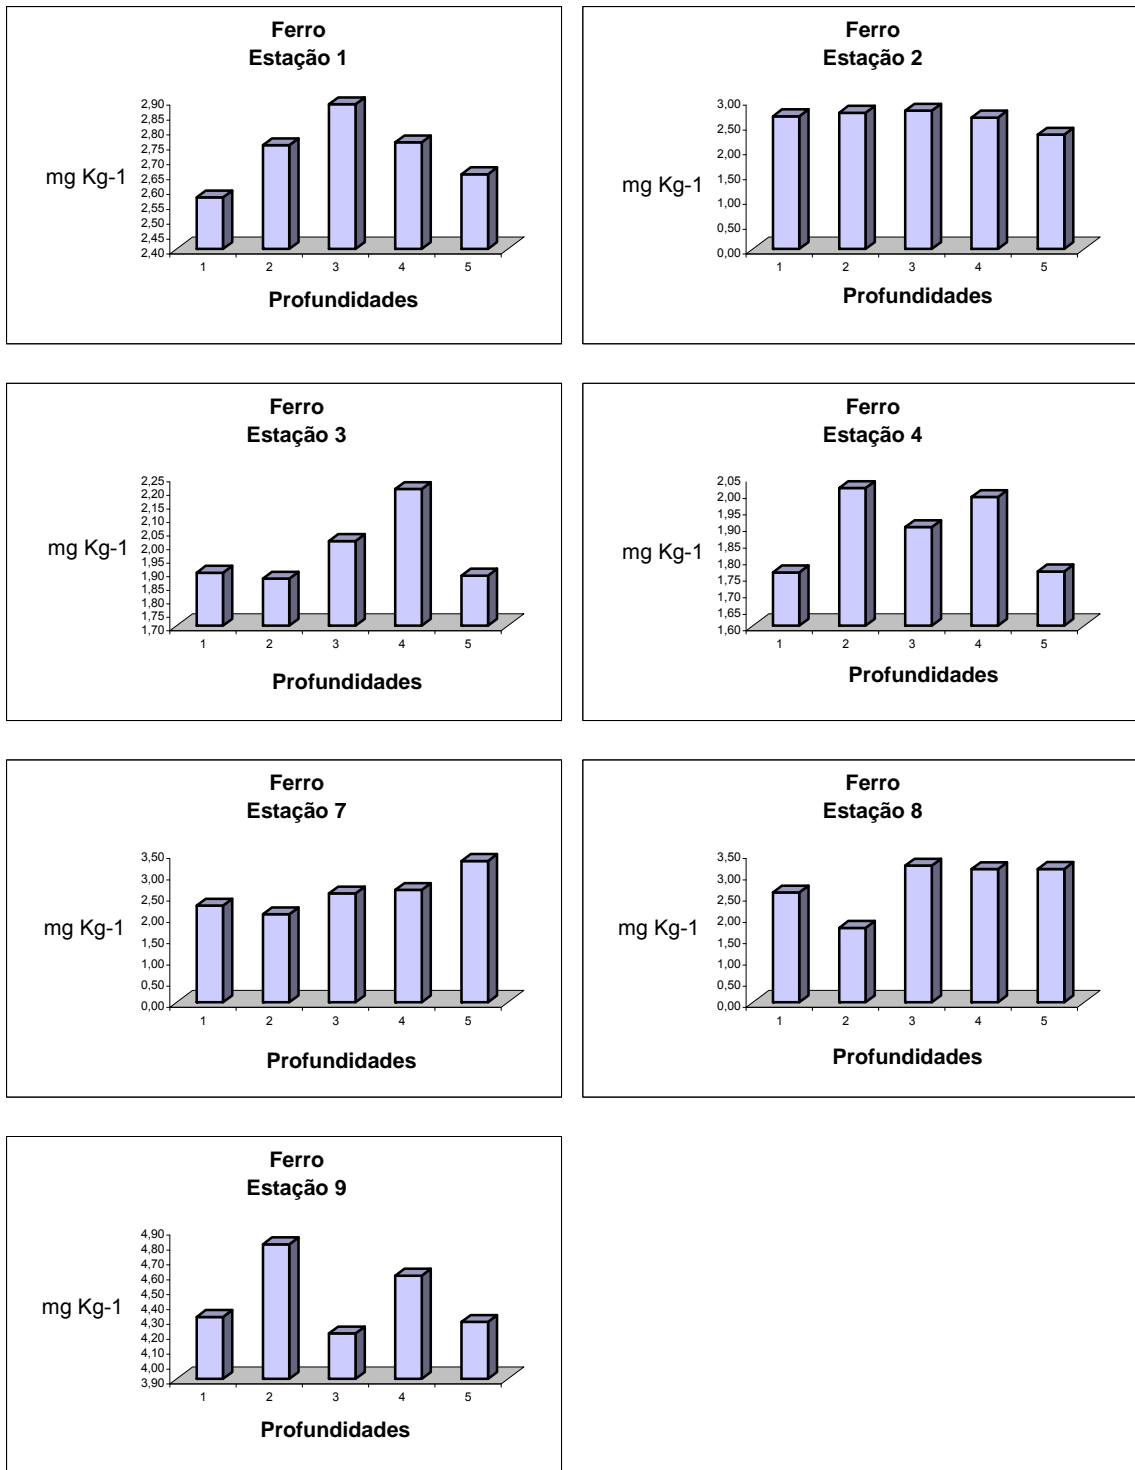 Ferro
Estação 1
2,90
2,85
2,80
2,75
2,70
2,65
2,60
2,55
2,50
2,45
2,40
mg Kg-1
1 2 3 4 5
Profundidades
Ferro
Estação 2
3,00
2,50
2,00
1,50
1,00
0,50
0,00
mg Kg-1
1 2 3 4 5
Profundidades
Ferro
Estação 3
2,25
2,20
2,15
2,10
2,05
2,00
1,95
1,90
1,85
1,80
1,75
1,70
mg Kg-1
1 2 3 4 5
Profundidades
Ferro
Estação 4
2,05
2,00
1,95
1,90
1,85
1,80
1,75
1,70
1,65
1,60
mg Kg-1
1 2 3 4 5
Profundidades
Ferro
Estação 7
3,50
3,00
2,50
2,00
1,50
1,00
0,50
0,00
mg Kg-1
1 2 3 4 5
Profundidades
Ferro
Estação 8
3,50
3,00
2,50
2,00
1,50
1,00
0,50
0,00
mg Kg-1
1 2 3 4 5
Profundidades
Ferro
Estação 9
4,90
4,80
4,70
4,60
4,50
4,40
4,30
4,20
4,10
4,00
3,90
mg Kg-1
1 2 3 4 5
Profundidades